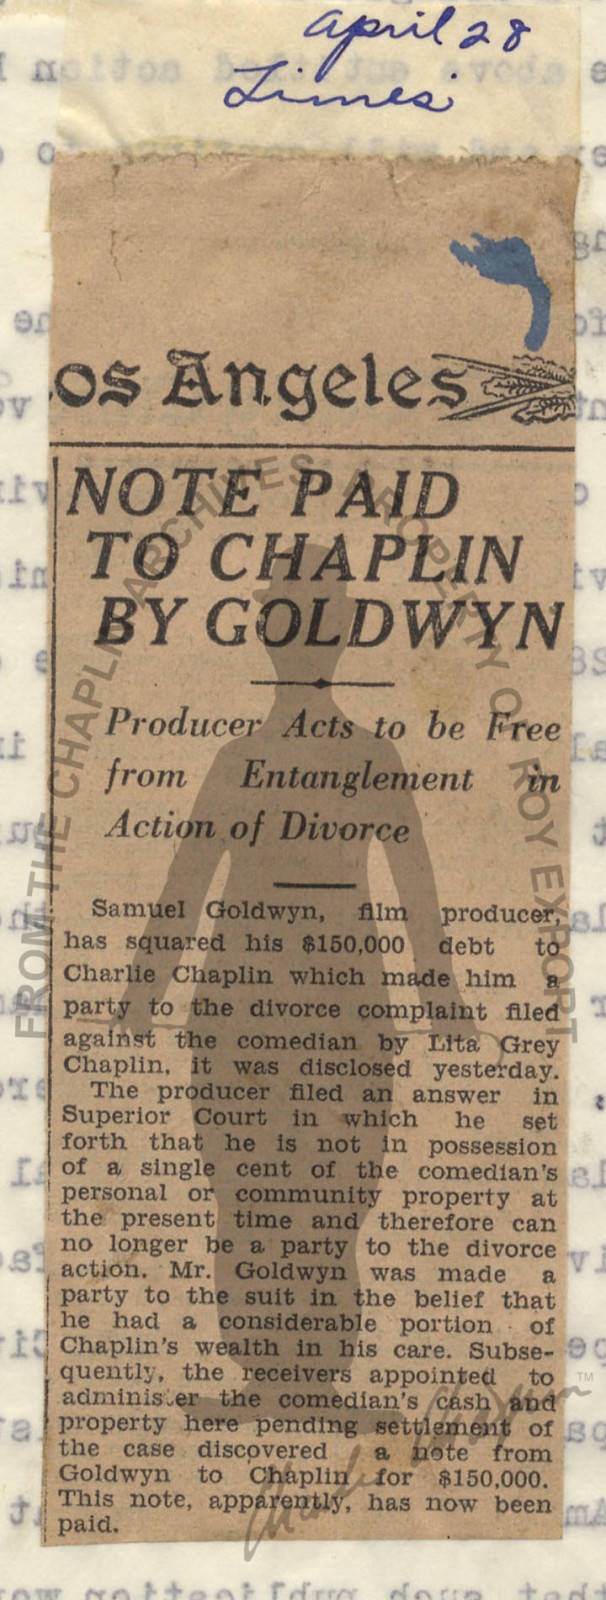 April 28
Times
os Angeles
NOTE PAID
TO CHAPLIN
BY GOLDWYN
Producer Acts to be Free
from Entanglement in
Action of Divorce
Samuel Goldwyn, film producer,
has squared his $150,000 debt to
Charlie Chaplin which made him a
party to the divorce complaint filed
against the comedian by Lita Grey
Chaplin, it was disclosed yesterday.
The producer filed an answer in
Superior Court in which he set
forth that he is not in possession
of a single cent of the comedian's
personal or community property at
the present time and therefore can
no longer be a party to the divorce
action. Mr. Goldwyn was made a
party to the suit in the belief that
he had a considerable portion of
Chaplin's wealth in his care. Subse-
quently, the receivers appointed to
administer the comedian's cash and
property here pending settlement of
the case discovered a note from
Goldwyn to Chaplin for $150,000.
This note, apparently, has now been
paid.
FROM THE CHAPLIN ARCHIVES PROPERTY OF ROY EXPORT
Charlie Chaplin ™